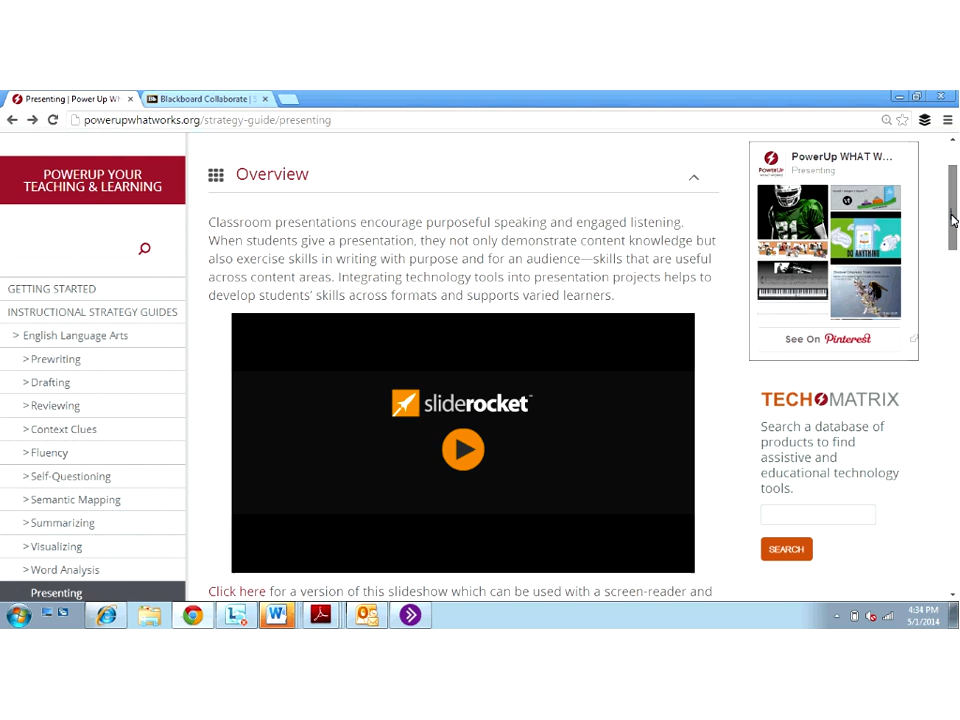 Presenting | Power Up W
Blackboard Collaborate | S
powerupwhatworks.org/strategy-guide/presenting
POWERUP YOUR
TEACHING & LEARNING
GETTING STARTED
INSTRUCTIONAL STRATEGY GUIDES
> English Language Arts
> Prewriting
> Drafting
> Reviewing
> Context Clues
> Fluency
> Self-Questioning
> Semantic Mapping
> Summarizing
> Visualizing
> Word Analysis
Presenting
Overview
Classroom presentations encourage purposeful speaking and engaged listening.
When students give a presentation, they not only demonstrate content knowledge but
also exercise skills in writing with purpose and for an audience—skills that are useful
across content areas. Integrating technology tools into presentation projects helps to
develop students' skills across formats and supports varied learners.
sliderocket
Click here for a version of this slideshow which can be used with a screen-reader and
PowerUp WHAT W...
Presenting
DO ANYTHING
See On Pinterest
TECHMATRIX
Search a database of
products to find
assistive and
educational technology
tools.
SEARCH
4:34 PM
5/1/2014